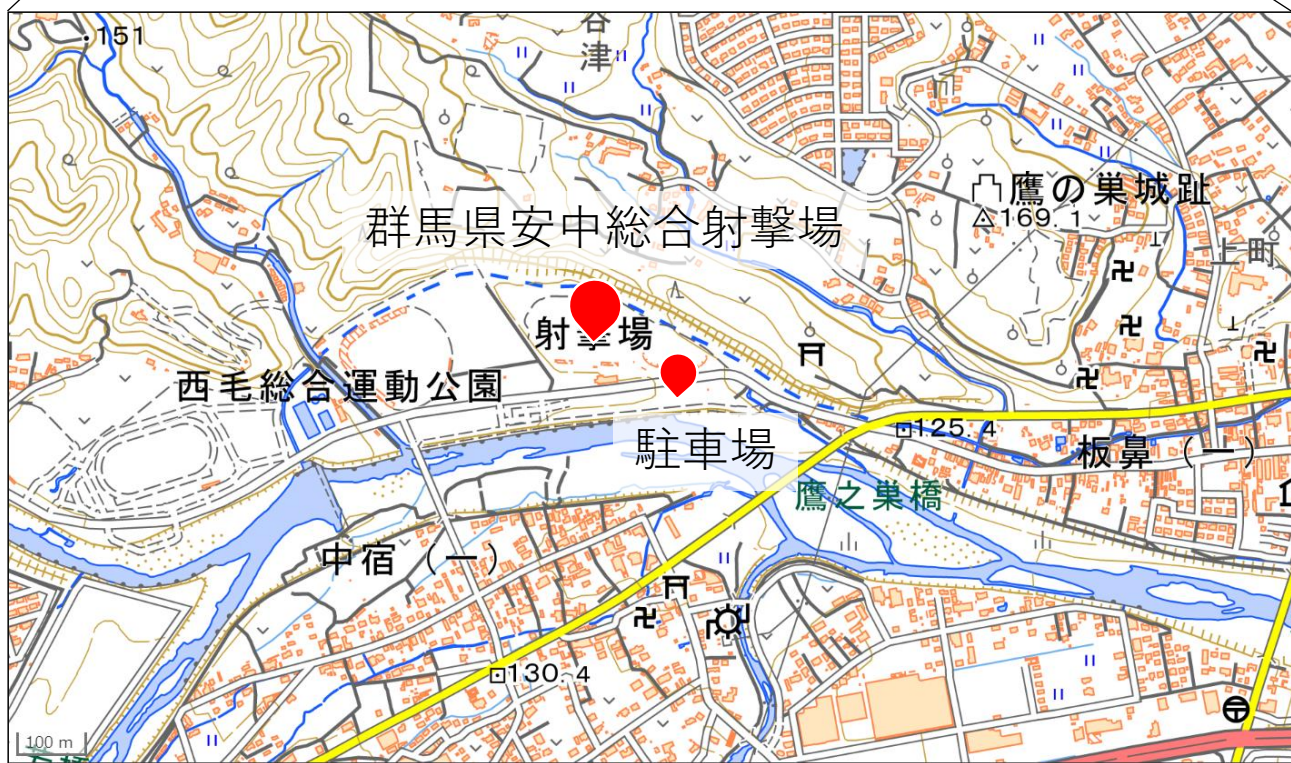 151
谷津
鷹の巣城趾
169.1
上町
群馬県安中総合射撃場
射撃場
西毛総合運動公園
125.4
板鼻（一）
駐車場
鷹之巣橋
中宿（一）
130.4
100 m